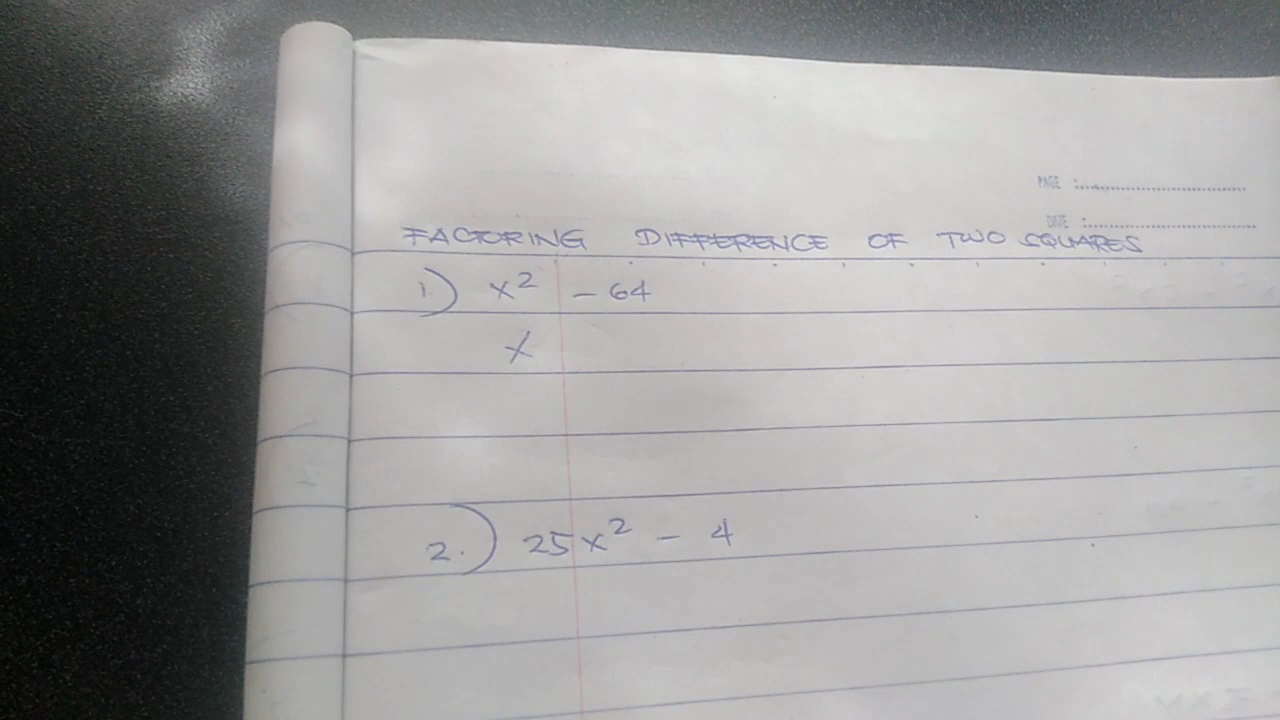 PAGE :
DATE :
FACTORING DIFFERENCE OF TWO SQUARES
1.) x² - 64
x
2.) 25x² - 4